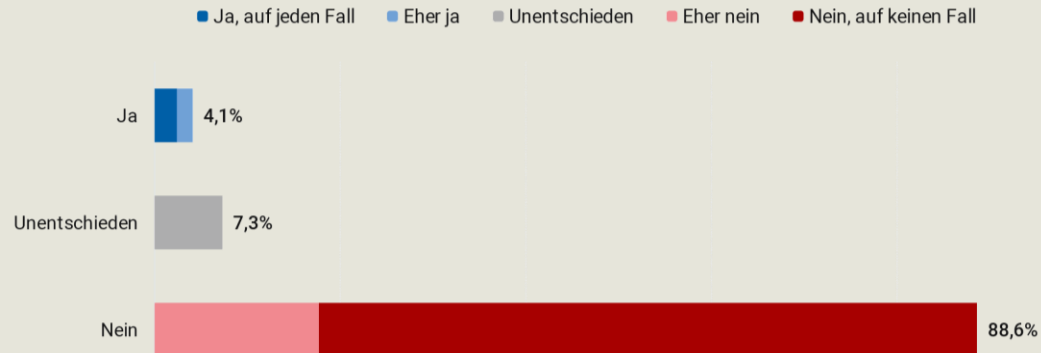 Ja, auf jeden Fall Eher ja Unentschieden Eher nein Nein, auf keinen Fall
Ja 4,1%
Unentschieden 7,3%
Nein 88,6%